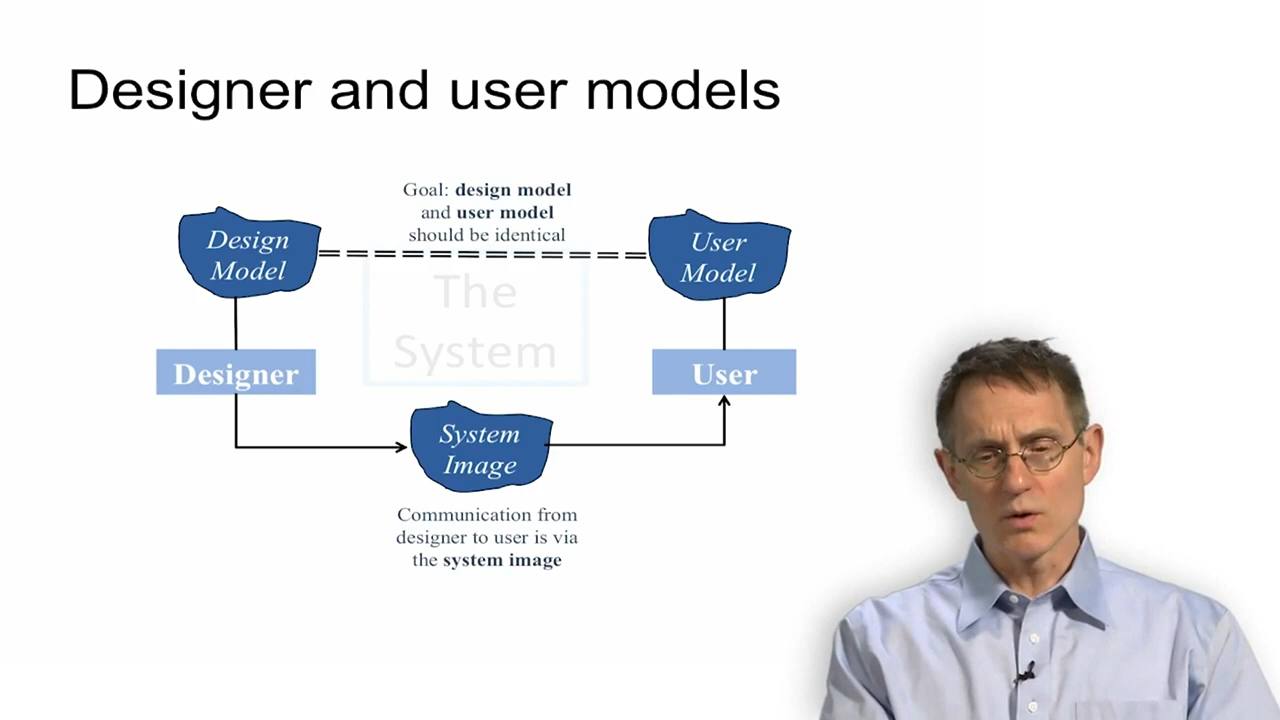 Designer and user models
Goal: design model
and user model
should be identical
Design
Model
User
Model
The
System
Designer
User
System
Image
Communication from
designer to user is via
the system image